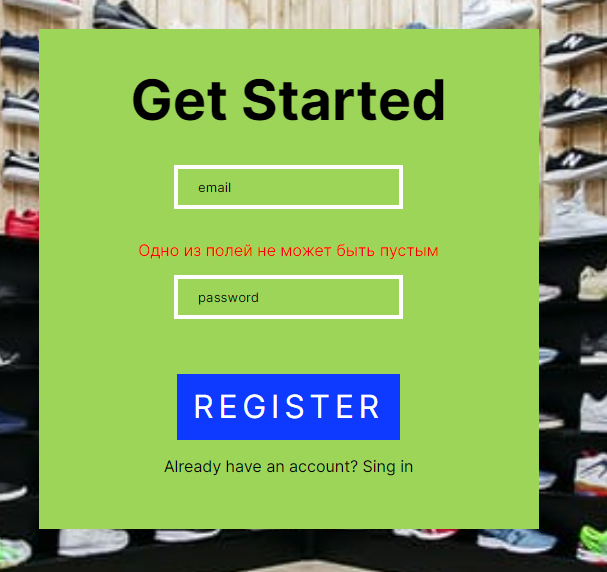 Get Started
email
Одно из полей не может быть пустым
password
REGISTER
Already have an account? Sing in